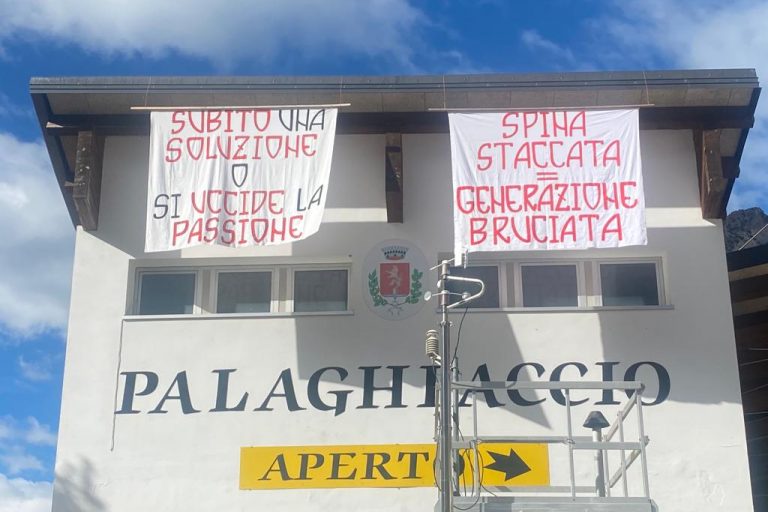 SUBITO UNA
SOLUZIONE
O
SI UCCIDE LA
PASSIONE
SPINA
STACCATA
=
GENERAZIONE
BRUCIATA
PALAGHIACCIO
APERTO